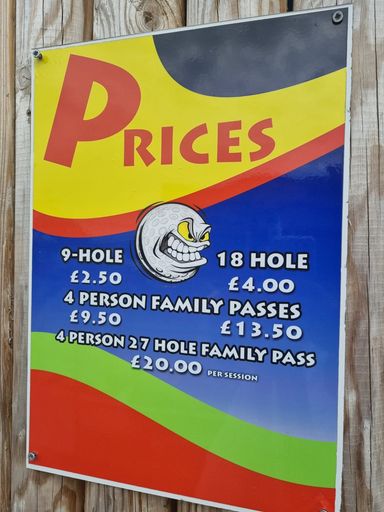 PRICES
9-HOLE 18 HOLE
£2.50 £4.00
4 PERSON FAMILY PASSES
£9.50 £13.50
4 PERSON 27 HOLE FAMILY PASS
£20.00 PER SESSION